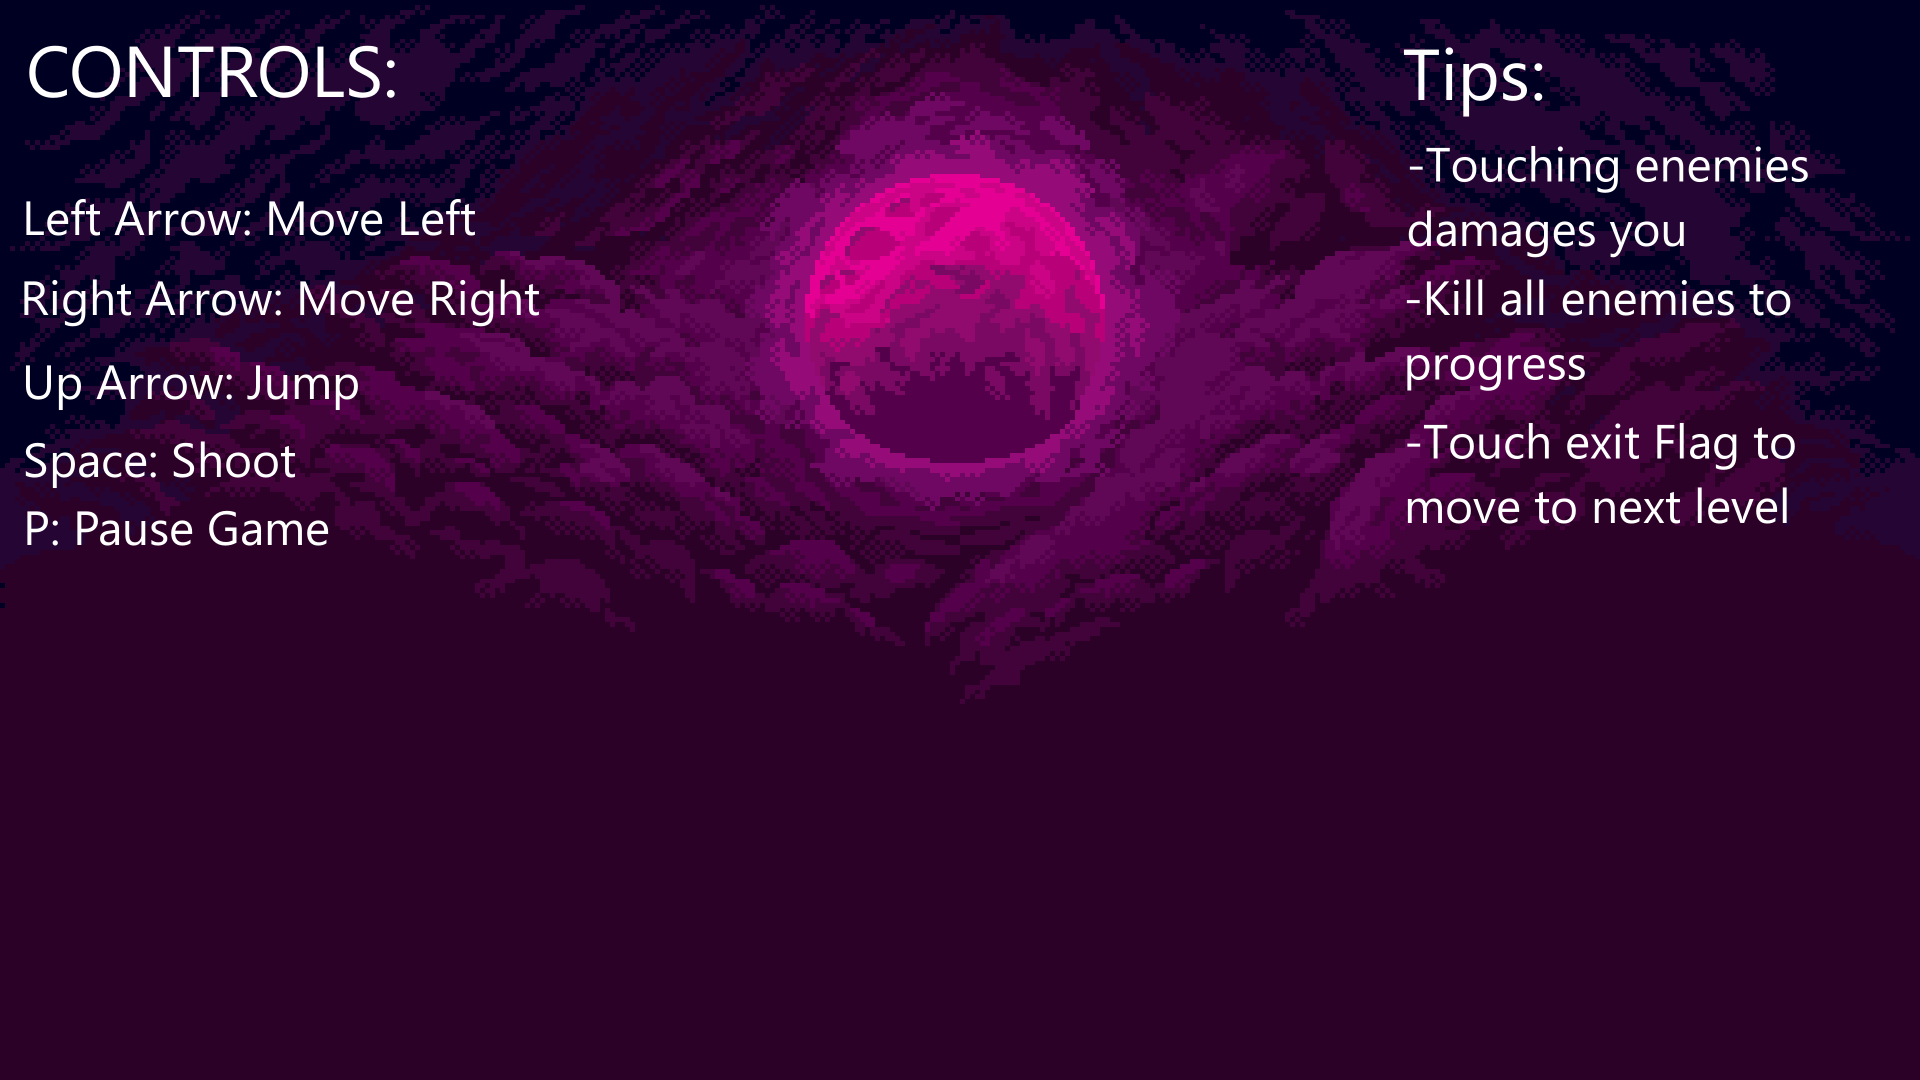 CONTROLS:
Left Arrow: Move Left
Right Arrow: Move Right
Up Arrow: Jump
Space: Shoot
P: Pause Game
Tips:
-Touching enemies
damages you
-Kill all enemies to
progress
-Touch exit Flag to
move to next level